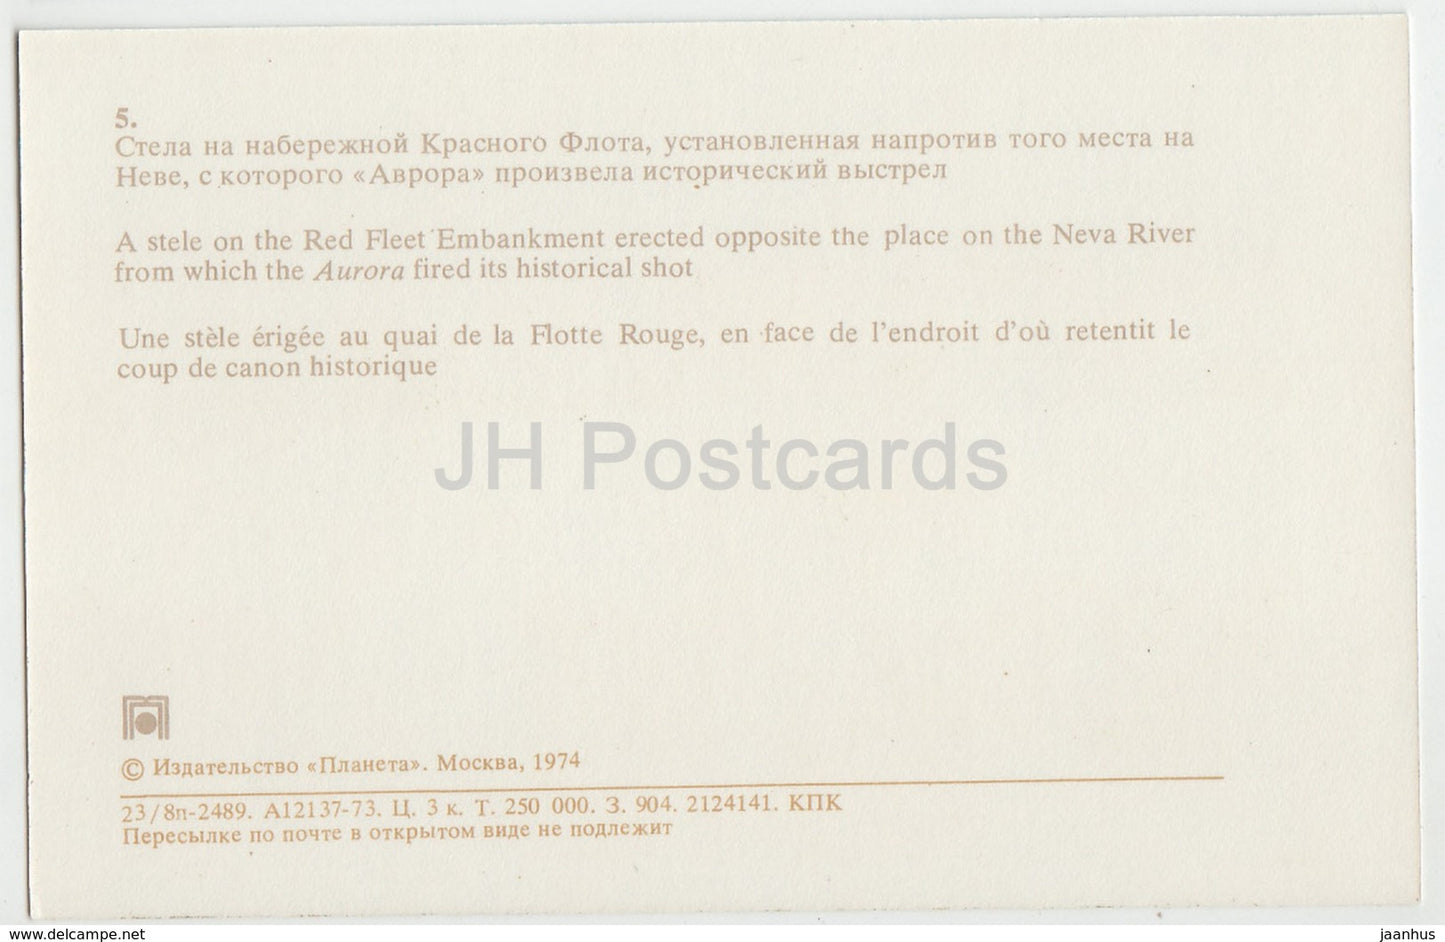 5.
Стела на набережной Красного Флота, установленная напротив того места на
Неве, с которого «Аврора» произвела исторический выстрел
A stele on the Red Fleet Embankment erected opposite the place on the Neva River
from which the Aurora fired its historical shot
Une stèle érigée au quai de la Flotte Rouge, en face de l'endroit d'où retentit le
coup de canon historique
JH Postcards
© Издательство «Планета». Москва, 1974
23/8п-2489. А12137-73. Ц. 3 к. Т. 250 000. З. 904. 2124141. КПК
Пересылке по почте в открытом виде не подлежит
www.delcampe.net
jaanhus